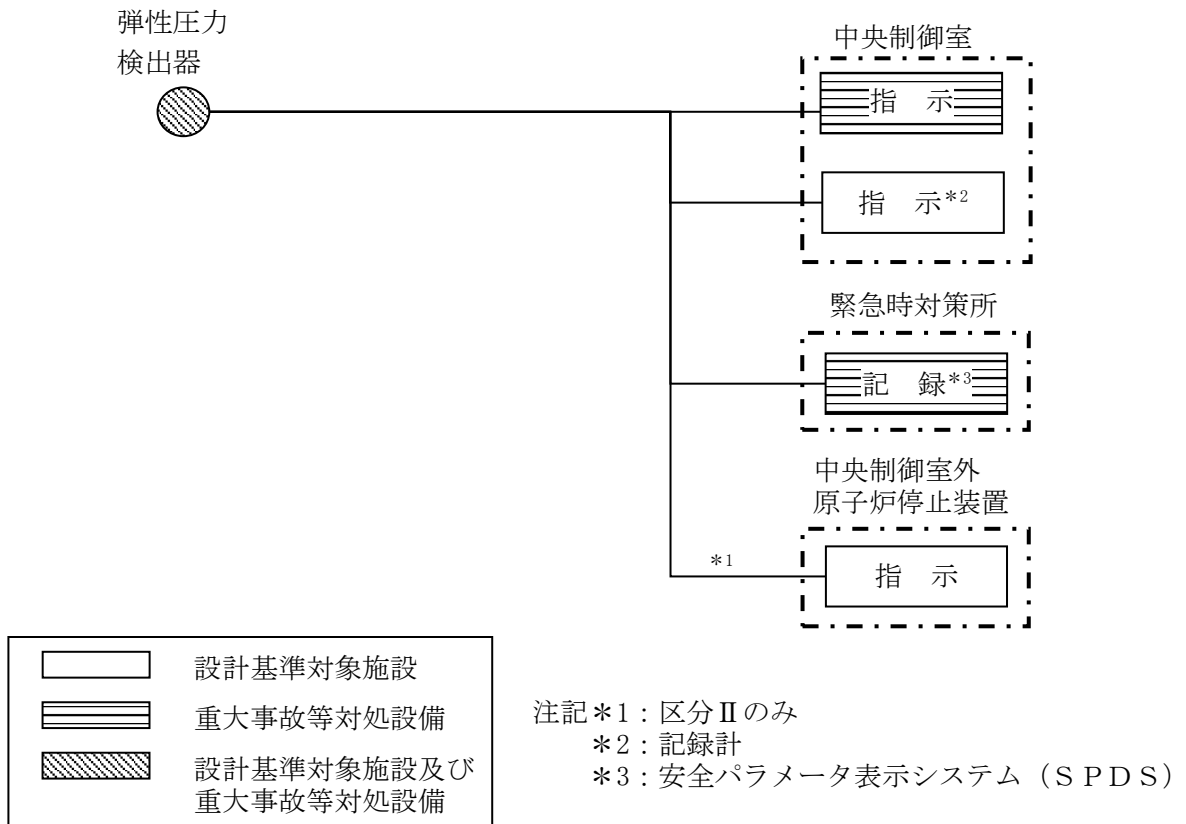 弾性圧力
検出器
中央制御室
指　示
指　示*2
緊急時対策所
記　録*3
中央制御室外
原子炉停止装置
*1
指　示
設計基準対象施設
重大事故等対処設備
設計基準対象施設及び
重大事故等対処設備
注記*1：区分Ⅱのみ
*2：記録計
*3：安全パラメータ表示システム（ＳＰＤＳ）